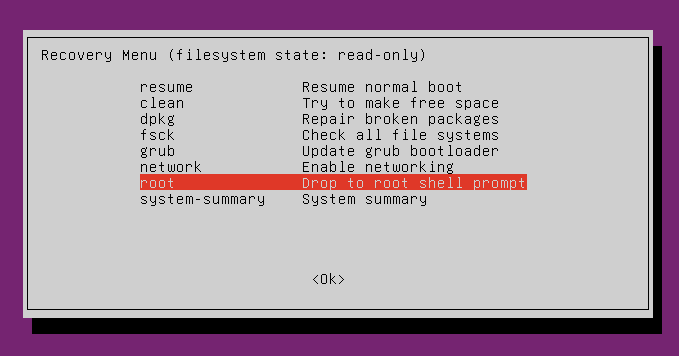 Recovery Menu (filesystem state: read-only)
resume Resume normal boot
clean Try to make free space
dpkg Repair broken packages
fsck Check all file systems
grub Update grub bootloader
network Enable networking
root Drop to root shell prompt
system-summary System summary
<Ok>